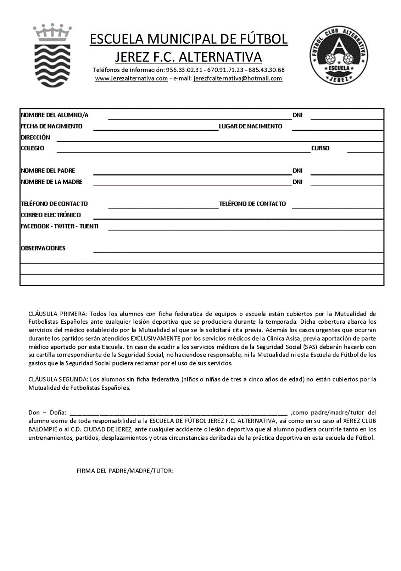 ESCUELA MUNICIPAL DE FÚTBOL
JEREZ F.C. ALTERNATIVA
Teléfonos de información: 956.33.02.31 - 670.91.71.23 - 685.43.30.68
www.Jerezalternativa.com - e-mail: jerezfcalternativa@hotmail.com
FÚTBOL CLUB ALTERNATIVA
A
ESCUELA
JEREZ
NOMBRE DEL ALUMNO/A DNI
FECHA DE NACIMIENTO LUGAR DE NACIMIENTO
DIRECCIÓN
COLEGIO CURSO
NOMBRE DEL PADRE DNI
NOMBRE DE LA MADRE DNI
TELÉFONO DE CONTACTO TELÉFONO DE CONTACTO
CORREO ELECTRÓNICO
FACEBOOK - TWITER - TUENTI
OBSERVACIONES
CLÁUSULA PRIMERA: Todos los alumnos con ficha federativa de equipos o escuela están cubiertos por la Mutualidad de
Futbolistas Españoles ante cualquier lesión deportiva que se produjera durante la temporada. Dicha cobertura abarca los
servicios del médico establecido por la Mutualidad al que se le solicitará cita previa. Además los casos urgentes que ocurran
durante los partidos serán atendidos EXCLUSIVAMENTE por los servicios médicos de la Clínica Asisa, previa aportación de parte
médico aportado por esta Escuela. En caso de acudir a los servicios médicos de la Seguridad Social (SAS) deberán hacerlo con
su cartilla correspondiente de la Seguridad Social, no haciéndose responsable, ni la Mutualidad ni esta Escuela de Fútbol de los
gastos que la Seguridad Social pudiera reclamar por el uso de sus servicios.
CLÁUSULA SEGUNDA: Los alumnos sin ficha federativa (niños o niñas de tres a cinco años de edad) no están cubiertos por la
Mutualidad de Futbolistas Españoles.
Don – Doña: ,como padre/madre/tutor del
alumno exime de toda responsabilidad a la ESCUELA DE FÚTBOL JEREZ F.C. ALTERNATIVA, así como en su caso al XEREZ CLUB
BALOMPIÉ o al C.D. CIUDAD DE JEREZ, ante cualquier accidente o lesión deportiva que al alumno pudiera ocurrirle tanto en los
entrenamientos, partidos, desplazamientos y otras circunstancias deribadas de la práctica deportiva en esta escuela de Fútbol.
FIRMA DEL PADRE/MADRE/TUTOR: